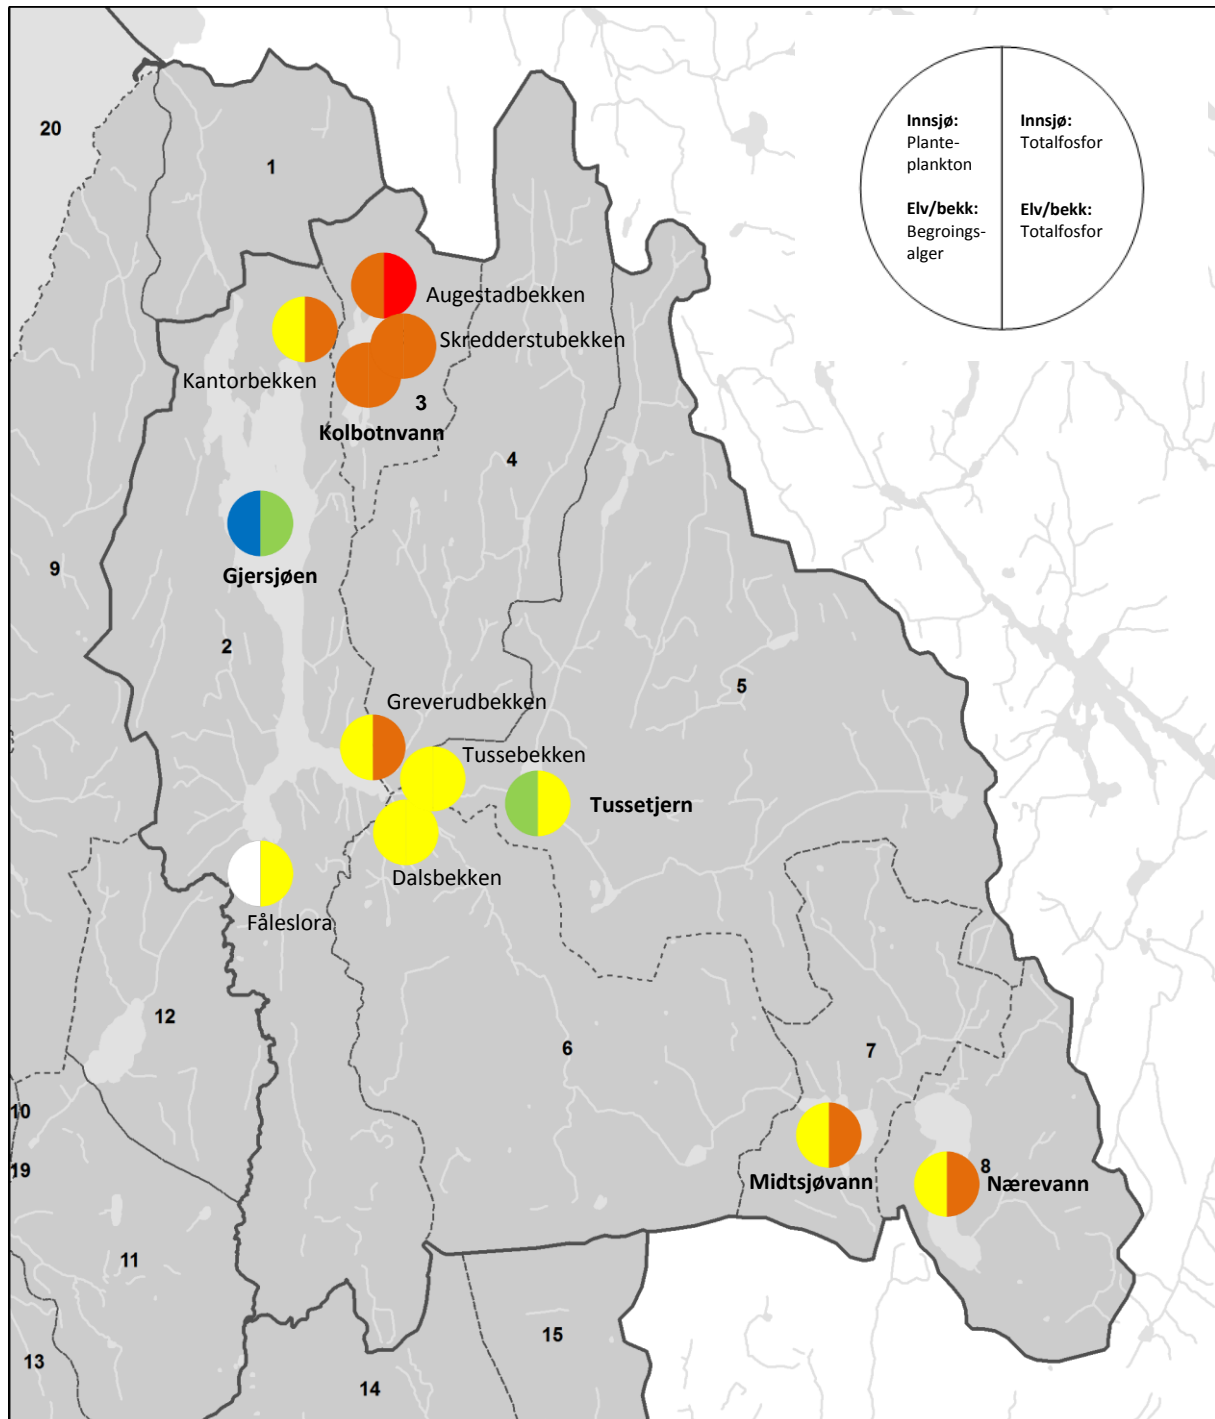 20
1
Innsjø:
Plante-
plankton
Elv/bekk:
Begroings-
alger
Innsjø:
Totalfosfor
Elv/bekk:
Totalfosfor
Augestadbekken
Skredderstubekken
Kantorbekken
3
Kolbotnvann
4
9
Gjersjøen
2
5
Greverudbekken
Tussebekken
Tussetjern
Dalsbekken
Fåleslora
12
6
7
10
19
8
Midtsjøvann
Nærevann
11
15
13
14